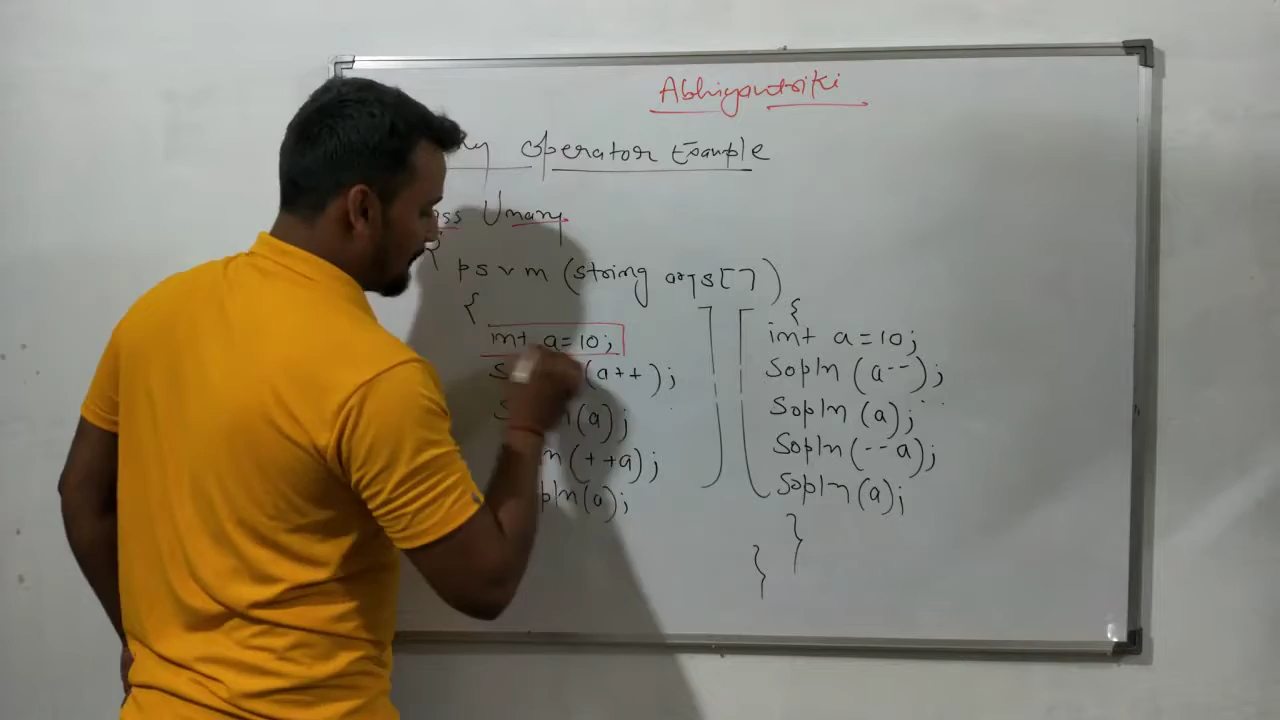 Abhiyantriki
Operator Example
Unary
{
psvm (string args[])
{
int a=10;
(a++);
(a);
(++a);
pln(a);
{
int a=10;
Sopln (a--);
Sopln (a);
Sopln (--a);
Sopln (a);
}
}